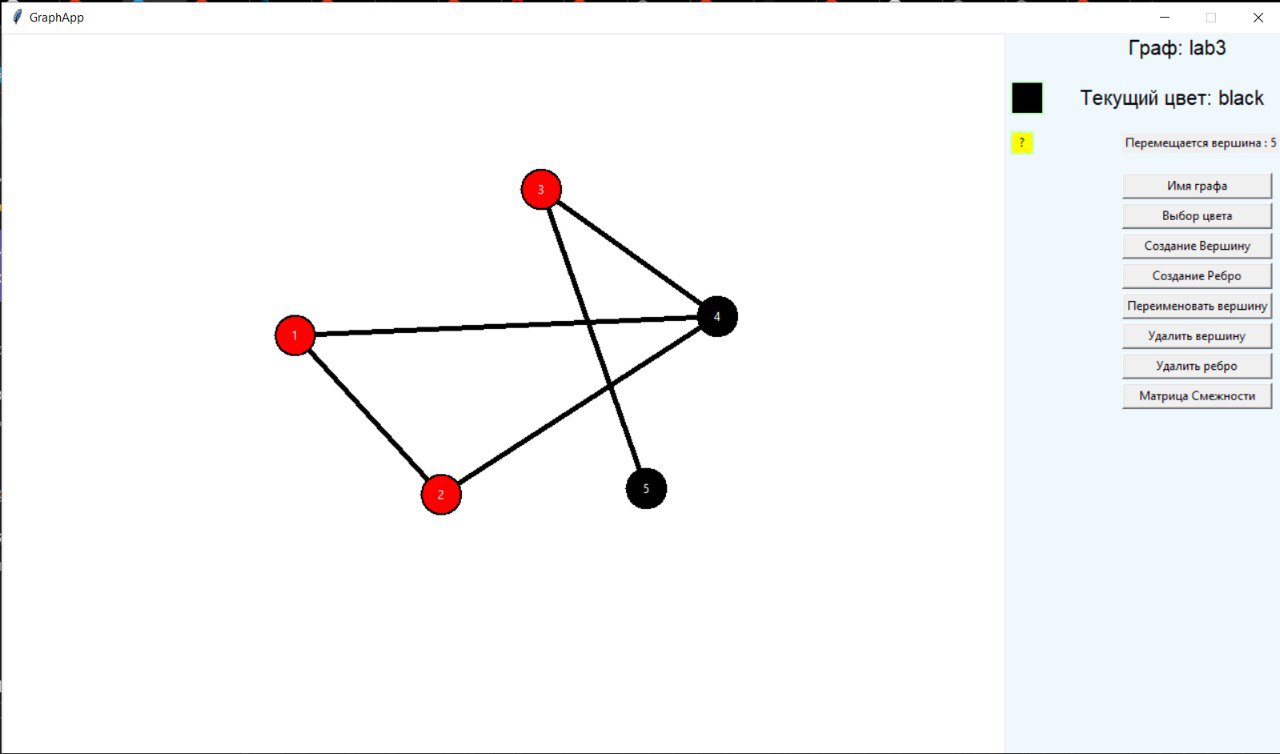 GraphApp
Граф: lab3
Текущий цвет: black
?
Перемещается вершина : 5
Имя графа
Выбор цвета
Создание Вершину
Создание Ребро
Переименовать вершину
Удалить вершину
Удалить ребро
Матрица Смежности
3
4
1
5
2